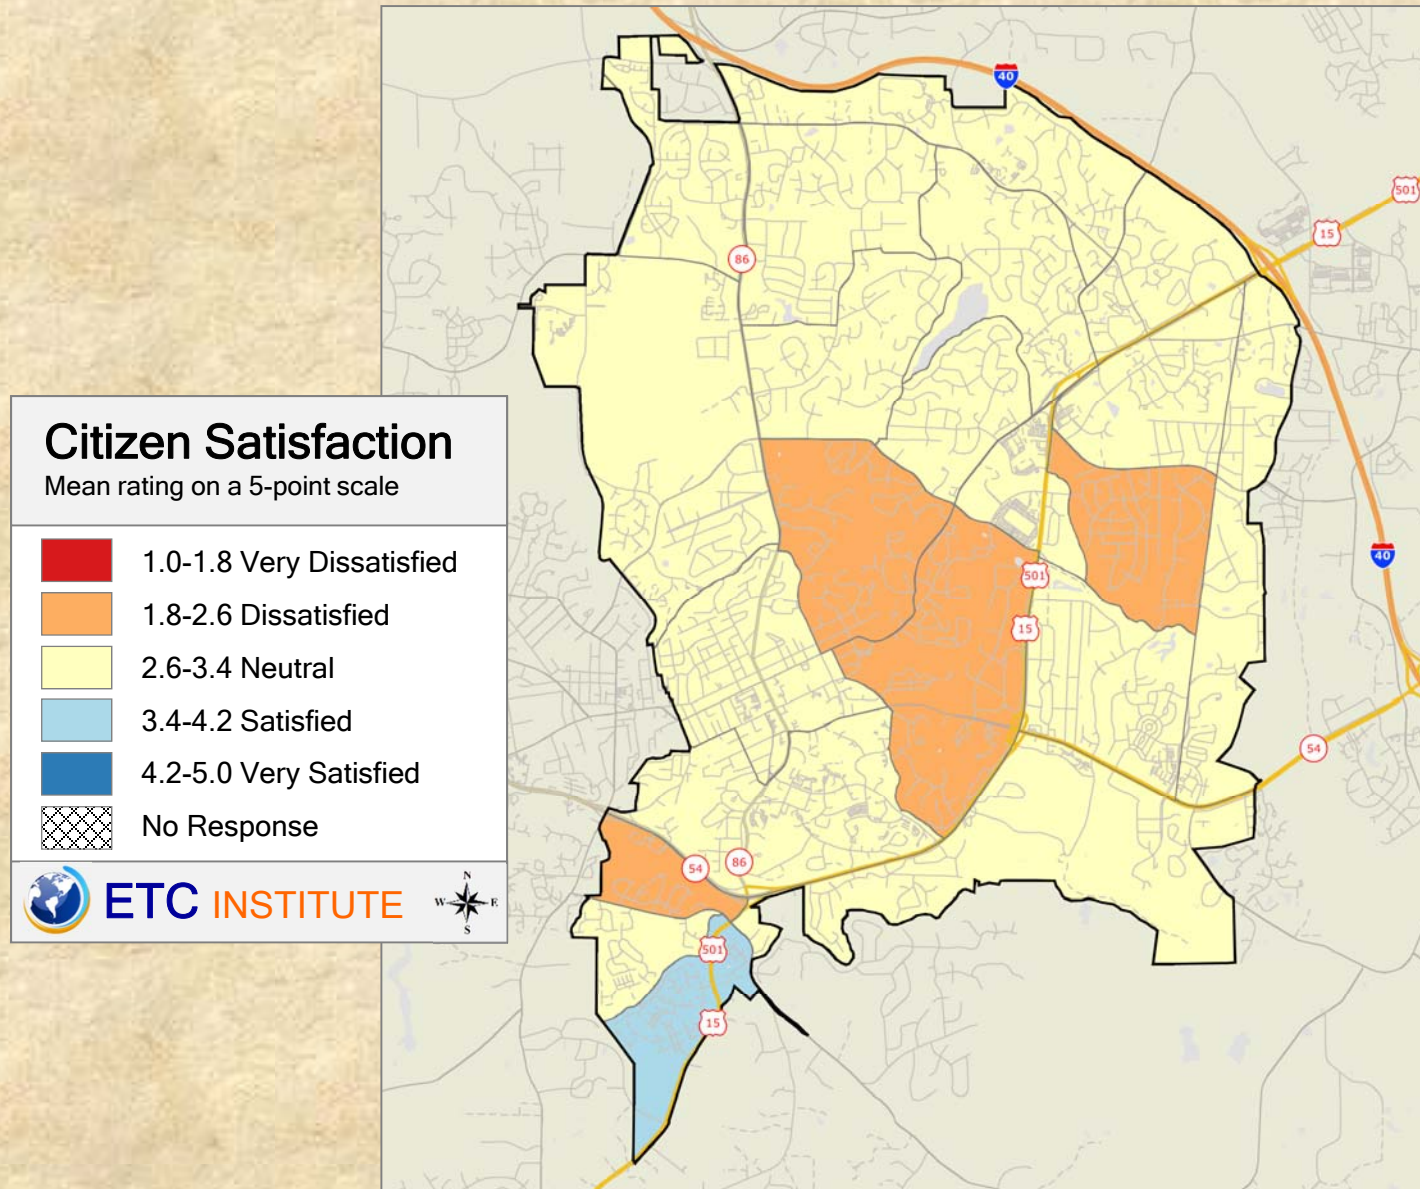 40
501
15
86
Citizen Satisfaction
Mean rating on a 5-point scale
1.0-1.8 Very Dissatisfied
1.8-2.6 Dissatisfied
2.6-3.4 Neutral
3.4-4.2 Satisfied
4.2-5.0 Very Satisfied
No Response
ETC INSTITUTE
N
W E
S
40
501
15
54
54
86
501
15